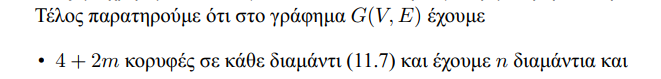 Τέλος παρατηρούμε ότι στο γράφημα G(V, E) έχουμε
• 4 + 2m κορυφές σε κάθε διαμάντι (11.7) και έχουμε n διαμάντια και